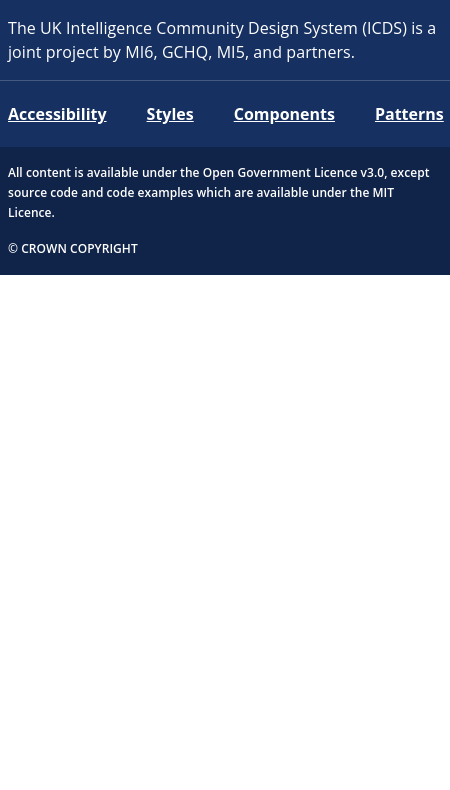 The UK Intelligence Community Design System (ICDS) is a
joint project by MI6, GCHQ, MI5, and partners.
Accessibility Styles Components Patterns
All content is available under the Open Government Licence v3.0, except
source code and code examples which are available under the MIT
Licence.
© CROWN COPYRIGHT